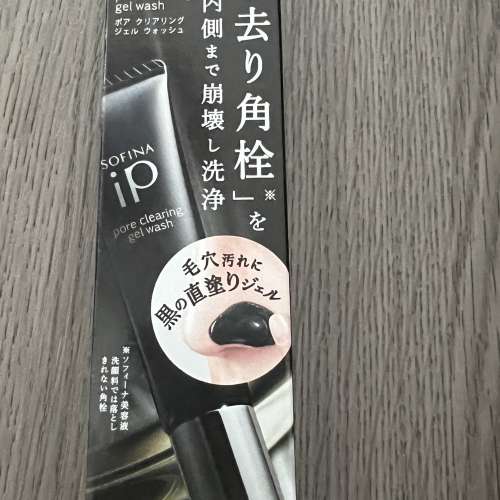 gel wash
ポア クリアリング
ジェル ウォッシュ
去り角栓」※を
内側まで崩壊し洗浄
SOFINA
iP
pore clearing
gel wash
毛穴汚れに
黒の直塗りジェル
※ソフィーナ美容液
洗顔料では落とし
きれない角栓